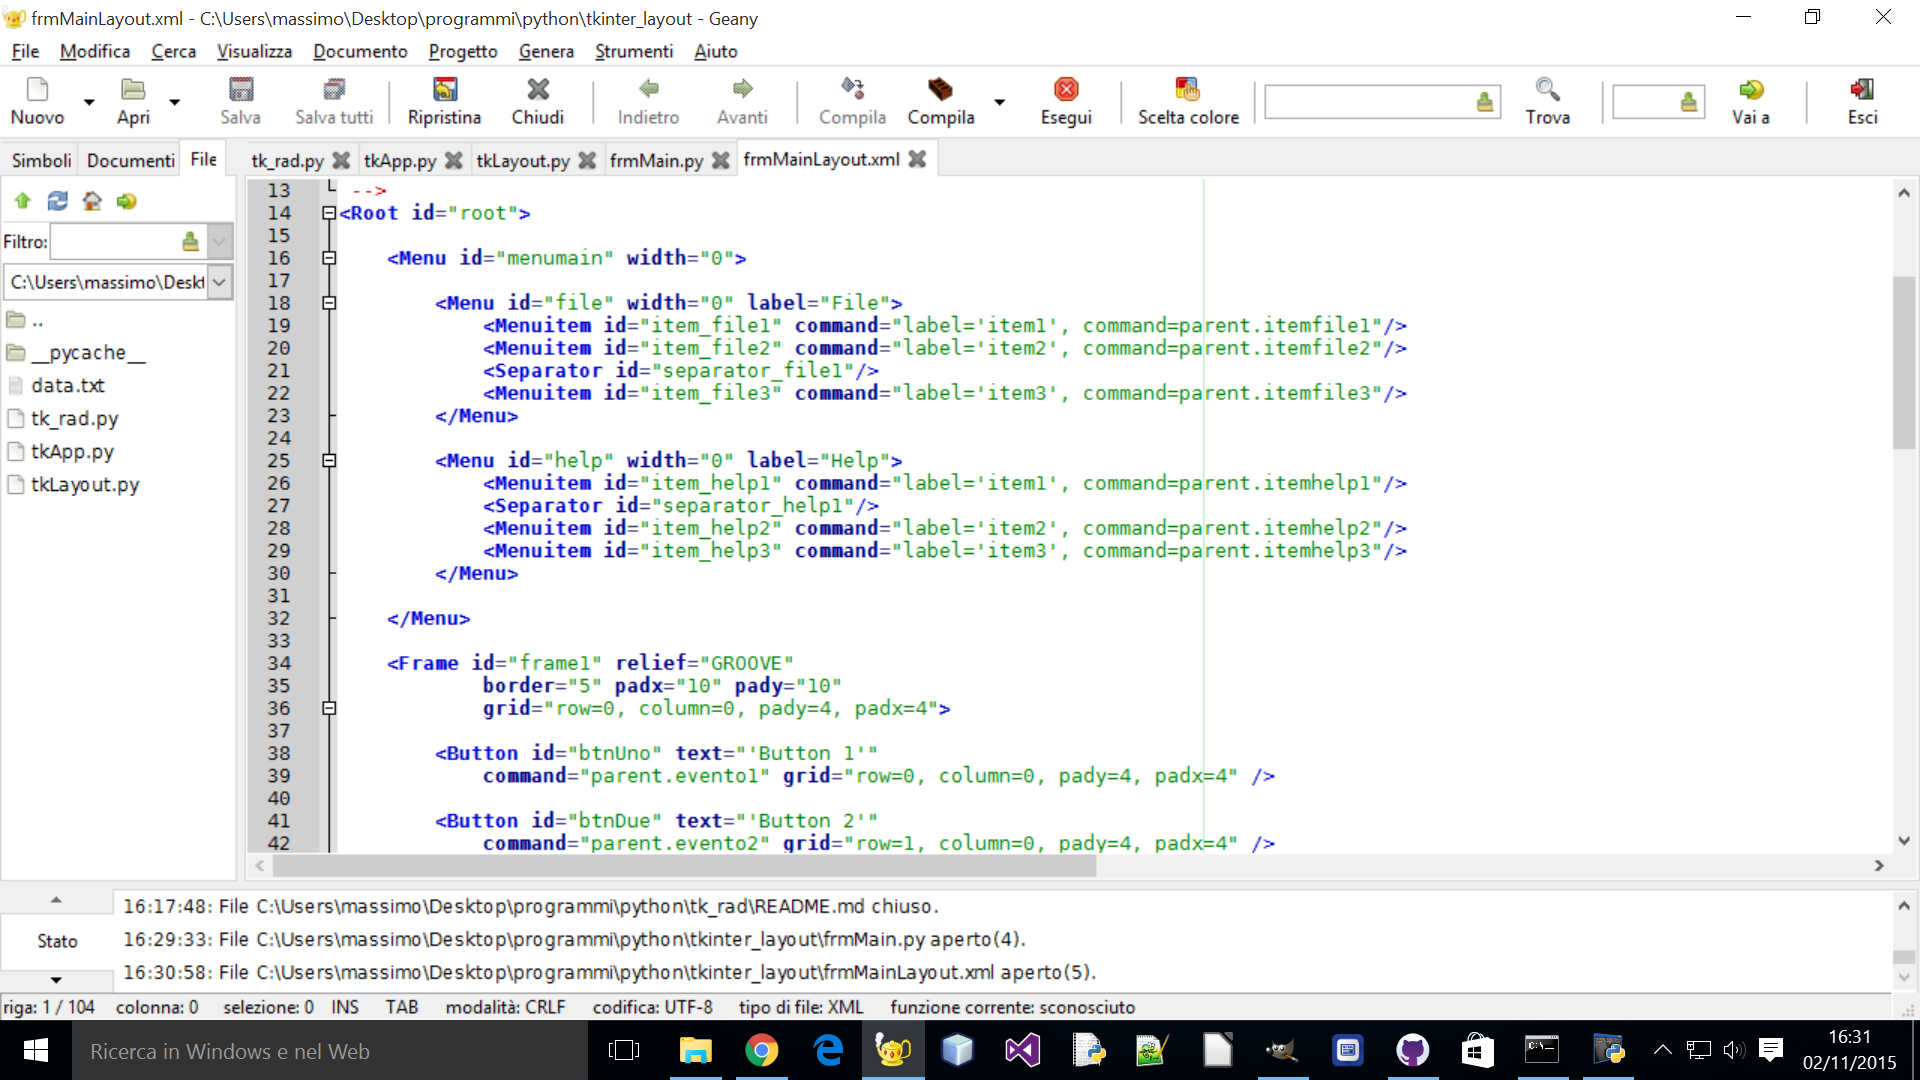 frmMainLayout.xml - C:\Users\massimo\Desktop\programmi\python\tkinter_layout - Geany
File Modifica Cerca Visualizza Documento Progetto Genera Strumenti Aiuto
Nuovo Apri Salva Salva tutti Ripristina Chiudi Indietro Avanti Compila Compila Esegui Scelta colore Trova Vai a Esci
Simboli Documenti File tk_rad.py tkApp.py tkLayout.py frmMain.py frmMainLayout.xml
Filtro:
C:\Users\massimo\Deskt
..
__pycache__
data.txt
tk_rad.py
tkApp.py
tkLayout.py
13 -->
14 <Root id="root">
15
16 <Menu id="menumain" width="0">
17
18 <Menu id="file" width="0" label="File">
19 <Menuitem id="item_file1" command="label='item1', command=parent.itemfile1"/>
20 <Menuitem id="item_file2" command="label='item2', command=parent.itemfile2"/>
21 <Separator id="separator_file1"/>
22 <Menuitem id="item_file3" command="label='item3', command=parent.itemfile3"/>
23 </Menu>
24
25 <Menu id="help" width="0" label="Help">
26 <Menuitem id="item_help1" command="label='item1', command=parent.itemhelp1"/>
27 <Separator id="separator_help1"/>
28 <Menuitem id="item_help2" command="label='item2', command=parent.itemhelp2"/>
29 <Menuitem id="item_help3" command="label='item3', command=parent.itemhelp3"/>
30 </Menu>
31
32 </Menu>
33
34 <Frame id="frame1" relief="GROOVE"
35 border="5" padx="10" pady="10"
36 grid="row=0, column=0, pady=4, padx=4">
37
38 <Button id="btnUno" text="'Button 1'"
39 command="parent.evento1" grid="row=0, column=0, pady=4, padx=4" />
40
41 <Button id="btnDue" text="'Button 2'"
42 command="parent.evento2" grid="row=1, column=0, pady=4, padx=4" />
Stato
16:17:48: File C:\Users\massimo\Desktop\programmi\python\tk_rad\README.md chiuso.
16:29:33: File C:\Users\massimo\Desktop\programmi\python\tkinter_layout\frmMain.py aperto(4).
16:30:58: File C:\Users\massimo\Desktop\programmi\python\tkinter_layout\frmMainLayout.xml aperto(5).
riga: 1 / 104 colonna: 0 selezione: 0 INS TAB modalità: CRLF codifica: UTF-8 tipo di file: XML funzione corrente: sconosciuto
Ricerca in Windows e nel Web
16:31
02/11/2015